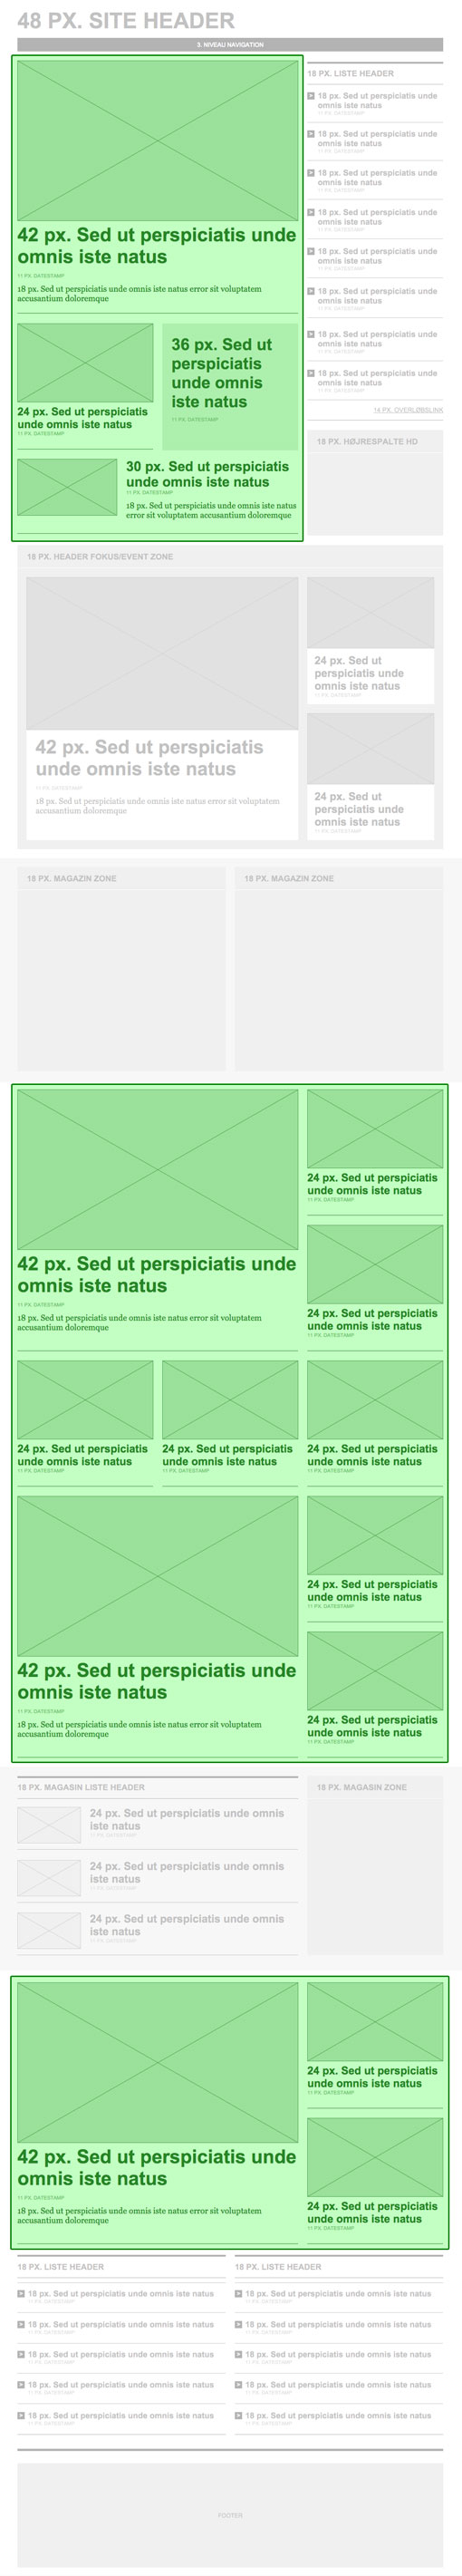 48 PX. SITE HEADER
3. NIVEAU NAVIGATION
42 px. Sed ut perspiciatis unde
omnis iste natus
11 PX. DATESTAMP
18 px. Sed ut perspiciatis unde omnis iste natus error sit voluptatem
accusantium doloremque
24 px. Sed ut perspiciatis
unde omnis iste natus
11 PX. DATESTAMP
36 px. Sed ut
perspiciatis
unde omnis
iste natus
11 PX. DATESTAMP
30 px. Sed ut perspiciatis
unde omnis iste natus
11 PX. DATESTAMP
18 px. Sed ut perspiciatis unde omnis iste natus
error sit voluptatem accusantium doloremque
18 PX. LISTE HEADER
18 px. Sed ut perspiciatis unde
omnis iste natus
11 PX. DATESTAMP
18 px. Sed ut perspiciatis unde
omnis iste natus
11 PX. DATESTAMP
18 px. Sed ut perspiciatis unde
omnis iste natus
11 PX. DATESTAMP
18 px. Sed ut perspiciatis unde
omnis iste natus
11 PX. DATESTAMP
18 px. Sed ut perspiciatis unde
omnis iste natus
11 PX. DATESTAMP
18 px. Sed ut perspiciatis unde
omnis iste natus
11 PX. DATESTAMP
18 px. Sed ut perspiciatis unde
omnis iste natus
11 PX. DATESTAMP
18 px. Sed ut perspiciatis unde
omnis iste natus
11 PX. DATESTAMP
14 PX. OVERLØBSLINK
18 PX. HØJRESPALTE HD
18 PX. HEADER FOKUS/EVENT ZONE
42 px. Sed ut perspiciatis
unde omnis iste natus
11 PX. DATESTAMP
18 px. Sed ut perspiciatis unde omnis iste natus error sit voluptatem
accusantium doloremque
24 px. Sed ut
perspiciatis unde
omnis iste natus
11 PX. DATESTAMP
24 px. Sed ut
perspiciatis unde
omnis iste natus
11 PX. DATESTAMP
18 PX. MAGAZIN ZONE
18 PX. MAGAZIN ZONE
42 px. Sed ut perspiciatis unde
omnis iste natus
11 PX. DATESTAMP
18 px. Sed ut perspiciatis unde omnis iste natus error sit voluptatem
accusantium doloremque
24 px. Sed ut perspiciatis
unde omnis iste natus
11 PX. DATESTAMP
24 px. Sed ut perspiciatis
unde omnis iste natus
11 PX. DATESTAMP
24 px. Sed ut perspiciatis
unde omnis iste natus
11 PX. DATESTAMP
24 px. Sed ut perspiciatis
unde omnis iste natus
11 PX. DATESTAMP
24 px. Sed ut perspiciatis
unde omnis iste natus
11 PX. DATESTAMP
42 px. Sed ut perspiciatis unde
omnis iste natus
11 PX. DATESTAMP
18 px. Sed ut perspiciatis unde omnis iste natus error sit voluptatem
accusantium doloremque
24 px. Sed ut perspiciatis
unde omnis iste natus
11 PX. DATESTAMP
24 px. Sed ut perspiciatis
unde omnis iste natus
11 PX. DATESTAMP
18 PX. MAGASIN LISTE HEADER
24 px. Sed ut perspiciatis unde omnis
iste natus
11 PX. DATESTAMP
24 px. Sed ut perspiciatis unde omnis
iste natus
11 PX. DATESTAMP
24 px. Sed ut perspiciatis unde omnis
iste natus
11 PX. DATESTAMP
18 PX. MAGASIN ZONE
42 px. Sed ut perspiciatis unde
omnis iste natus
11 PX. DATESTAMP
18 px. Sed ut perspiciatis unde omnis iste natus error sit voluptatem
accusantium doloremque
24 px. Sed ut perspiciatis
unde omnis iste natus
11 PX. DATESTAMP
24 px. Sed ut perspiciatis
unde omnis iste natus
11 PX. DATESTAMP
18 PX. LISTE HEADER
18 px. Sed ut perspiciatis unde omnis iste natus
11 PX. DATESTAMP
18 px. Sed ut perspiciatis unde omnis iste natus
11 PX. DATESTAMP
18 px. Sed ut perspiciatis unde omnis iste natus
11 PX. DATESTAMP
18 px. Sed ut perspiciatis unde omnis iste natus
11 PX. DATESTAMP
18 px. Sed ut perspiciatis unde omnis iste natus
11 PX. DATESTAMP
18 PX. LISTE HEADER
18 px. Sed ut perspiciatis unde omnis iste natus
11 PX. DATESTAMP
18 px. Sed ut perspiciatis unde omnis iste natus
11 PX. DATESTAMP
18 px. Sed ut perspiciatis unde omnis iste natus
11 PX. DATESTAMP
18 px. Sed ut perspiciatis unde omnis iste natus
11 PX. DATESTAMP
18 px. Sed ut perspiciatis unde omnis iste natus
11 PX. DATESTAMP
FOOTER